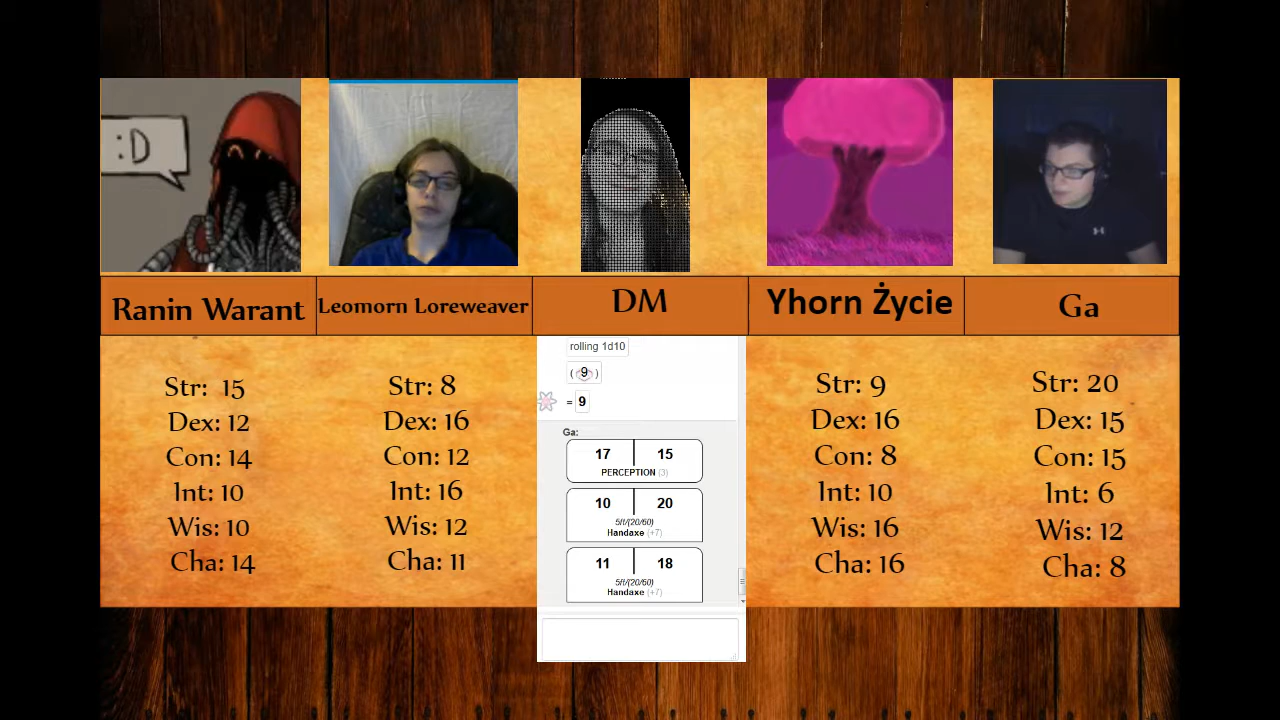 :D
Ranin Warant
Leomorn Loreweaver
DM
Yhorn Życie
Ga
Str: 15
Dex: 12
Con: 14
Int: 10
Wis: 10
Cha: 14
Str: 8
Dex: 16
Con: 12
Int: 16
Wis: 12
Cha: 11
rolling 1d10
( 9 )
= 9
Ga:
17 15
PERCEPTION (3)
10 20
5ft/(20/60)
Handaxe (+7)
11 18
5ft/(20/60)
Handaxe (+7)
Str: 9
Dex: 16
Con: 8
Int: 10
Wis: 16
Cha: 16
Str: 20
Dex: 15
Con: 15
Int: 6
Wis: 12
Cha: 8